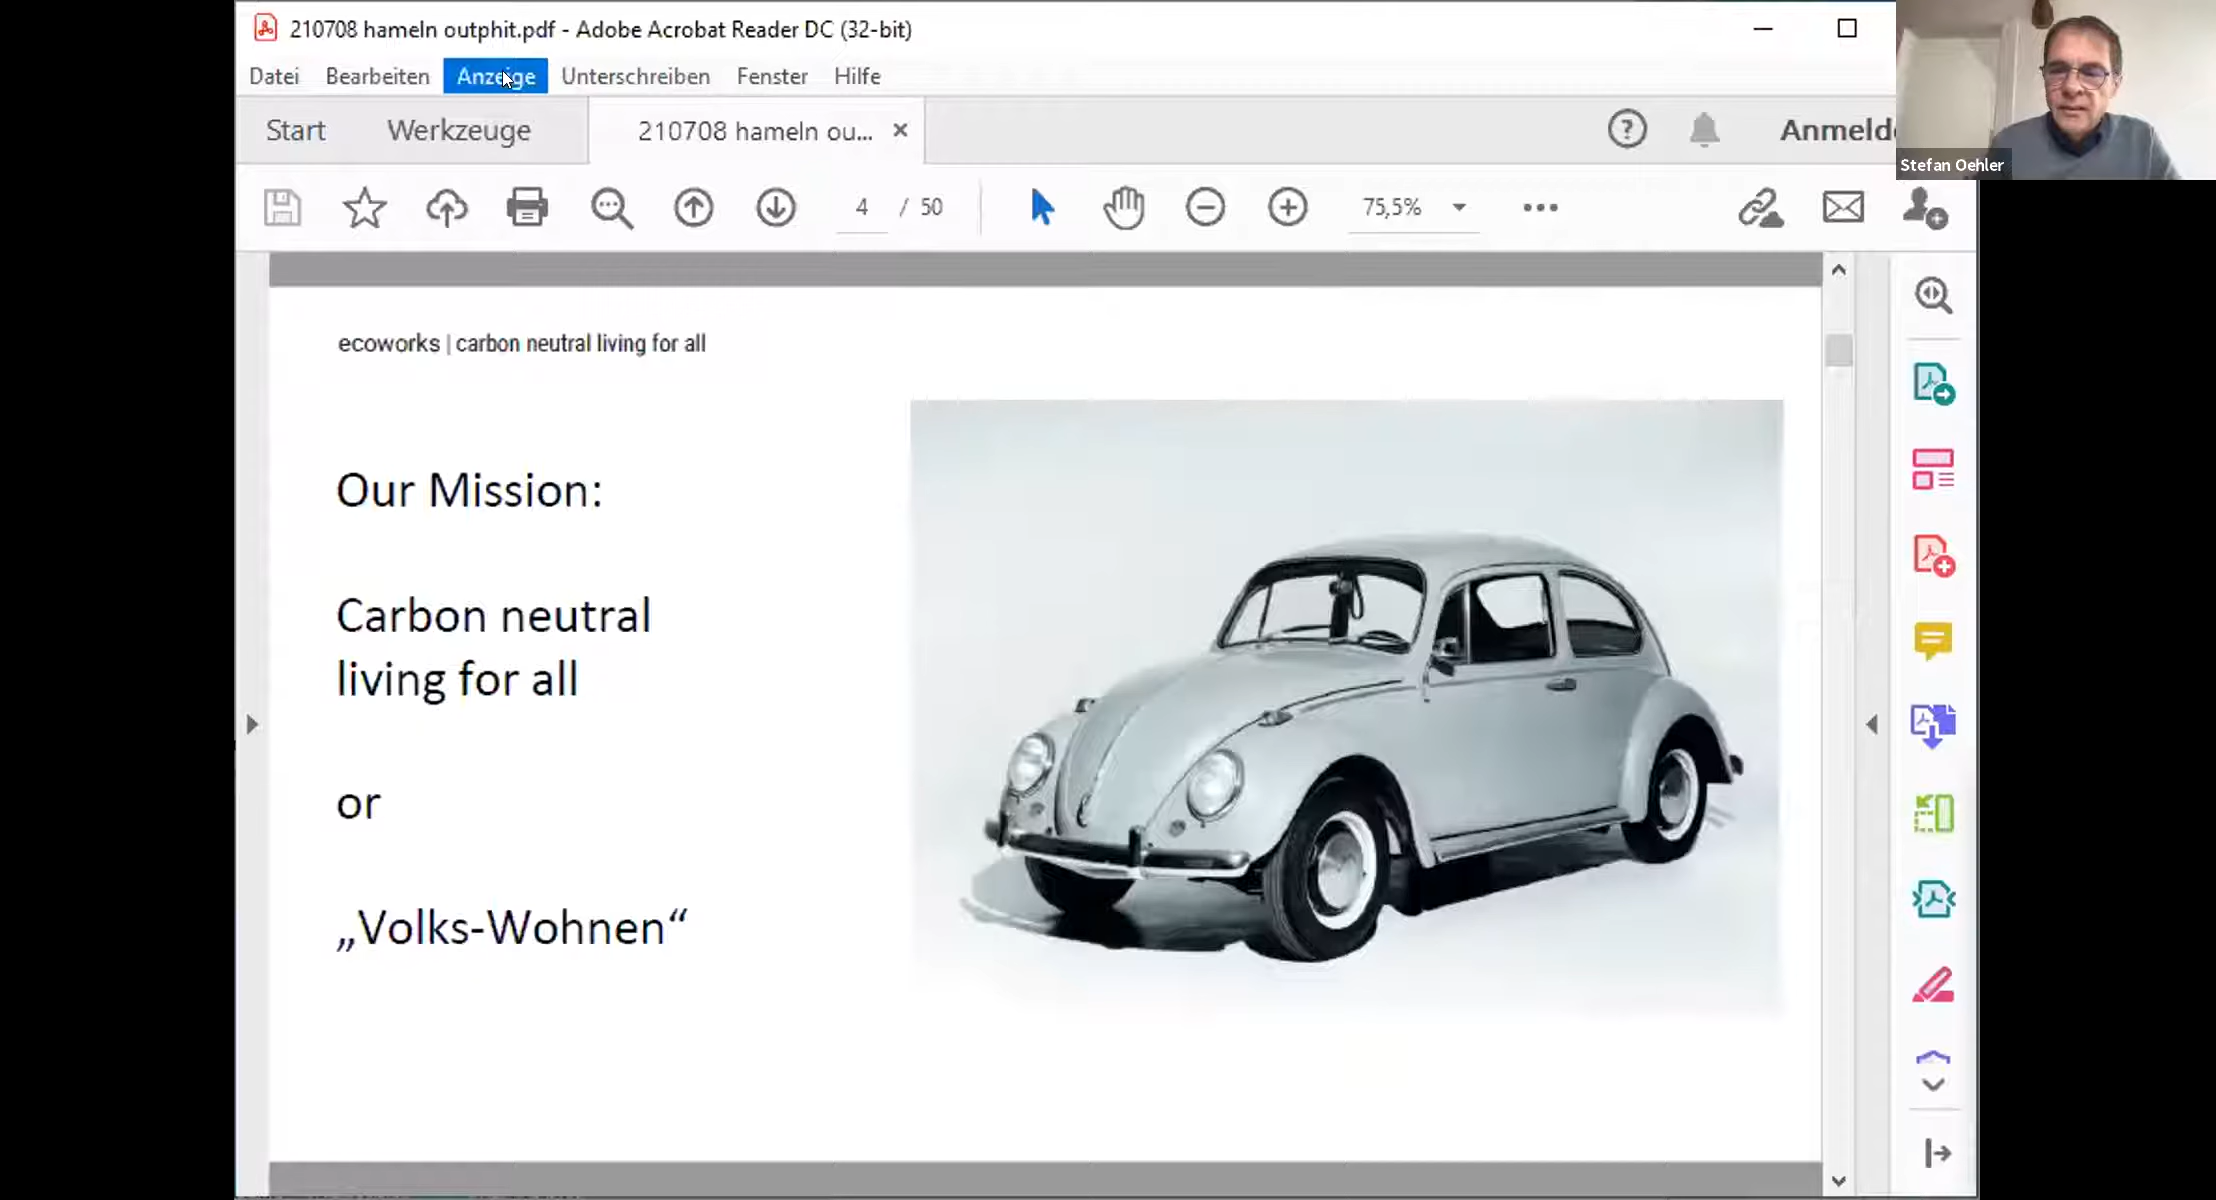 210708 hameln outphit.pdf - Adobe Acrobat Reader DC (32-bit)
Datei Bearbeiten Anzeige Unterschreiben Fenster Hilfe
Start Werkzeuge 210708 hameln ou... Anmeld
Stefan Oehler
4 / 50 75,5%
ecoworks | carbon neutral living for all
Our Mission:
Carbon neutral
living for all
or
„Volks-Wohnen“